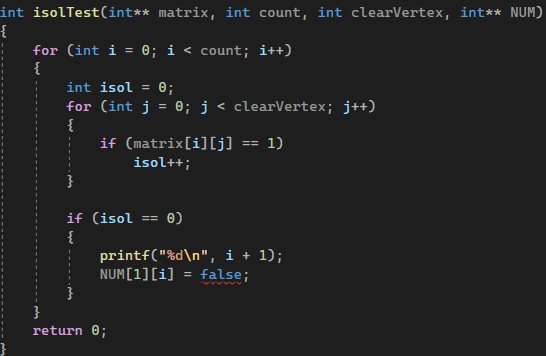 int isolTest(int** matrix, int count, int clearVertex, int** NUM)
{
    for (int i = 0; i < count; i++)
    {
        int isol = 0;
        for (int j = 0; j < clearVertex; j++)
        {
            if (matrix[i][j] == 1)
                isol++;
        }

        if (isol == 0)
        {
            printf("%d\n", i + 1);
            NUM[1][i] = false;
        }
    }
    return 0;
}